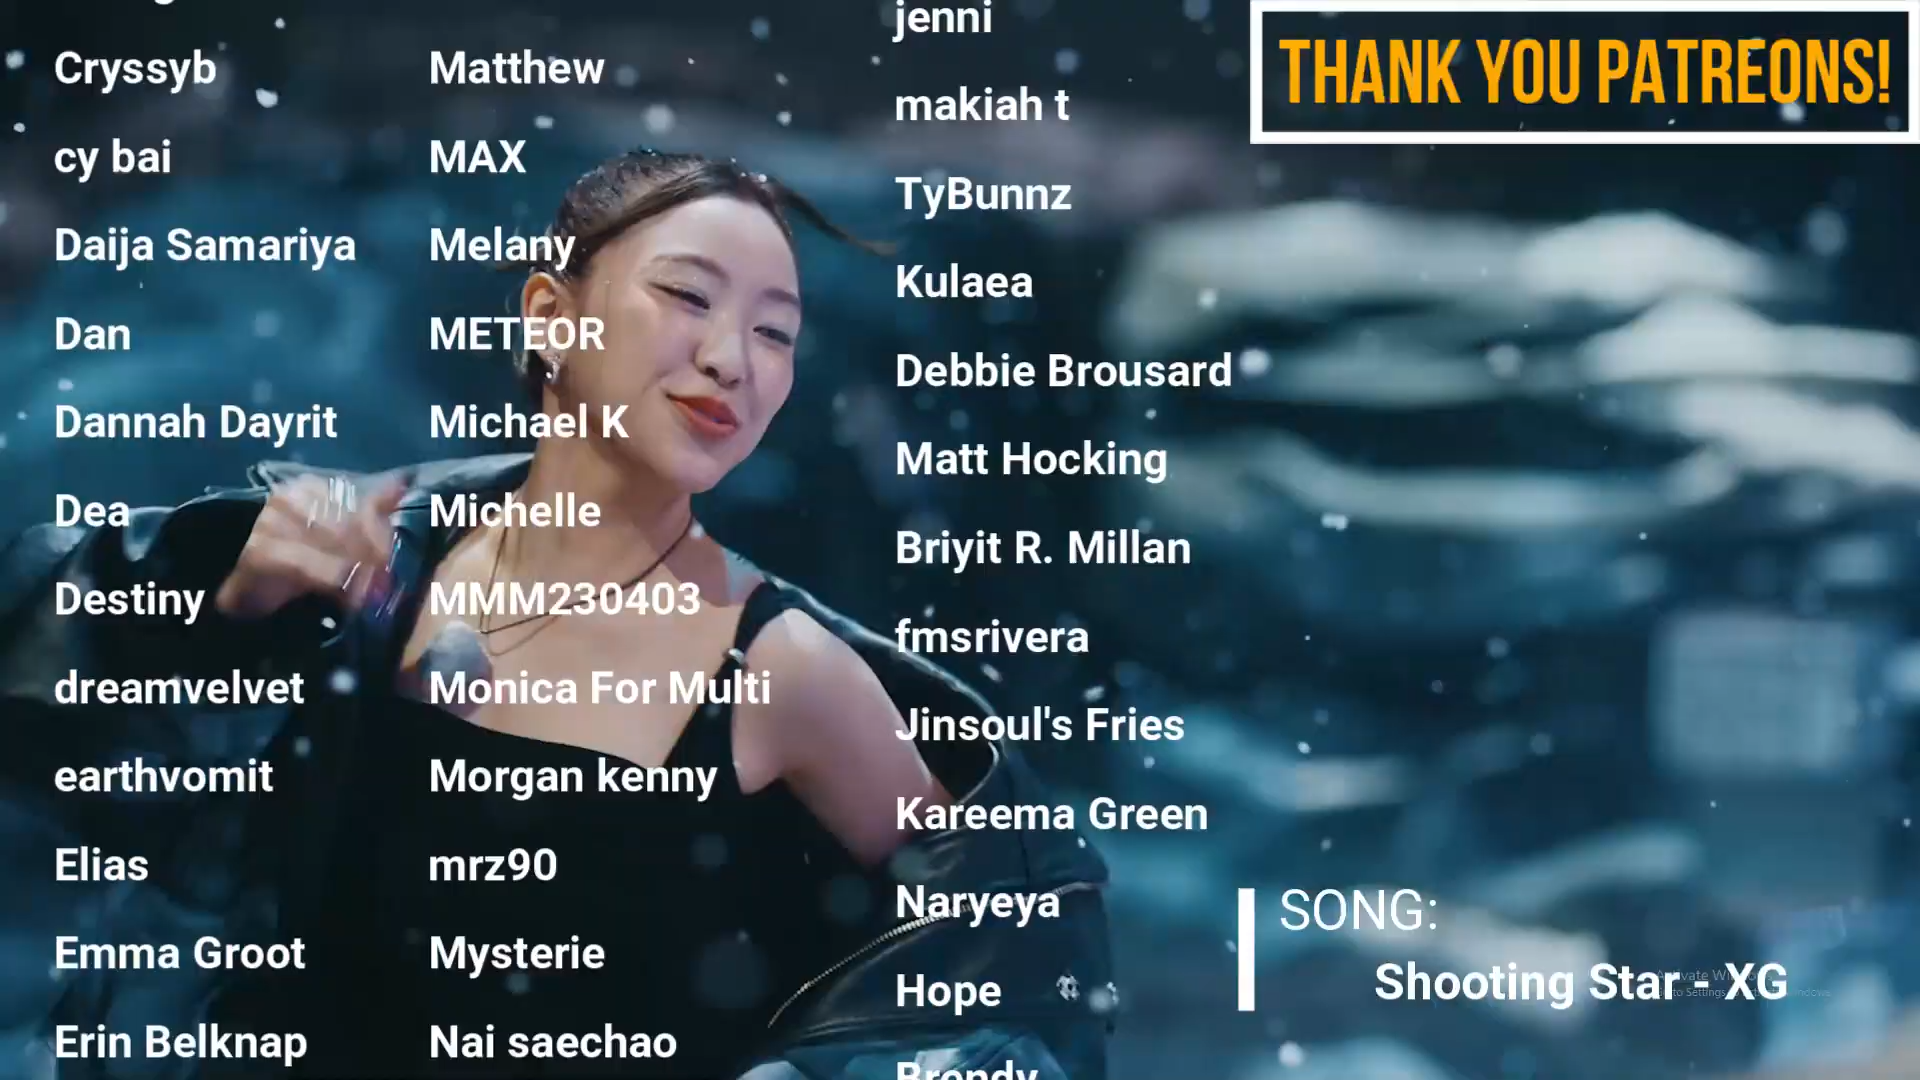 Cryssyb
cy bai
Daija Samariya
Dan
Dannah Dayrit
Dea
Destiny
dreamvelvet
earthvomit
Elias
Emma Groot
Erin Belknap
Matthew
MAX
Melany
METEOR
Michael K
Michelle
MMM230403
Monica For Multi
Morgan kenny
mrz90
Mysterie
Nai saechao
jenni
makiah t
TyBunnz
Kulaea
Debbie Brousard
Matt Hocking
Briyit R. Millan
fmsrivera
Jinsoul's Fries
Kareema Green
Naryeya
Hope
Brendy
THANK YOU PATREONS!
SONG:
Shooting Star - XG